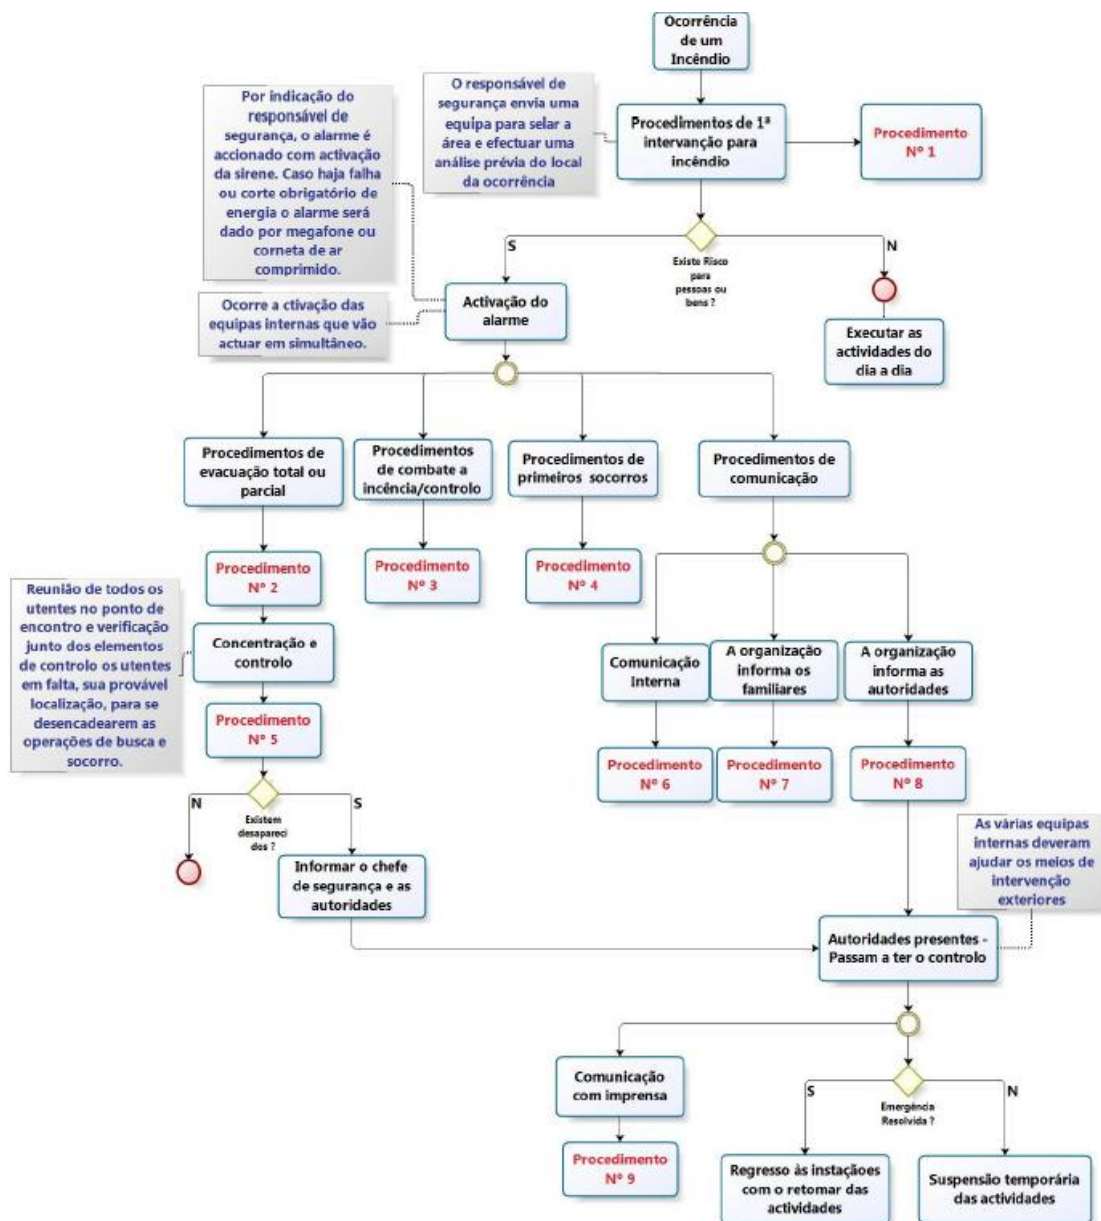 Ocorrência
de um
Incêndio
O responsável de
segurança envia uma
equipa para selar a
área e efectuar uma
análise prévia do local
da ocorrência
Procedimentos de 1ª
intervanção para
incêndio
Procedimento
Nº 1
Por indicação do
responsável de
segurança, o alarme é
accionado com activação
da sirene. Caso haja falha
ou corte obrigatório de
energia o alarme será
dado por megafone ou
corneta de ar
comprimido.
S
Existe Risco
para
pessoas ou
bens ?
N
Ocorre a ctivação das
equipas internas que vão
actuar em simultâneo.
Activação do
alarme
Executar as
actividades do
dia a dia
Procedimentos de
evacuação total ou
parcial
Procedimentos
de combate a
incência/controlo
Procedimentos de
primeiros socorros
Procedimentos de
comunicação
Procedimento
Nº 2
Procedimento
Nº 3
Procedimento
Nº 4
Reunião de todos os
utentes no ponto de
encontro e verificação
junto dos elementos
de controlo os utentes
em falta, sua provável
localização, para se
desencadearem as
operações de busca e
socorro.
Concentração e
controlo
Comunicação
Interna
A organização
informa os
familiares
A organização
informa as
autoridades
Procedimento
Nº 5
Procedimento
Nº 6
Procedimento
Nº 7
Procedimento
Nº 8
N
Existem
desapareci
dos ?
S
Informar o chefe
de segurança e as
autoridades
As várias equipas
internas deveram
ajudar os meios de
intervenção
exteriores
Autoridades presentes -
Passam a ter o controlo
Comunicação
com imprensa
S
Emergência
Resolvida ?
N
Procedimento
Nº 9
Regresso às instações
com o retomar das
actividades
Suspensão temporária
das actividades